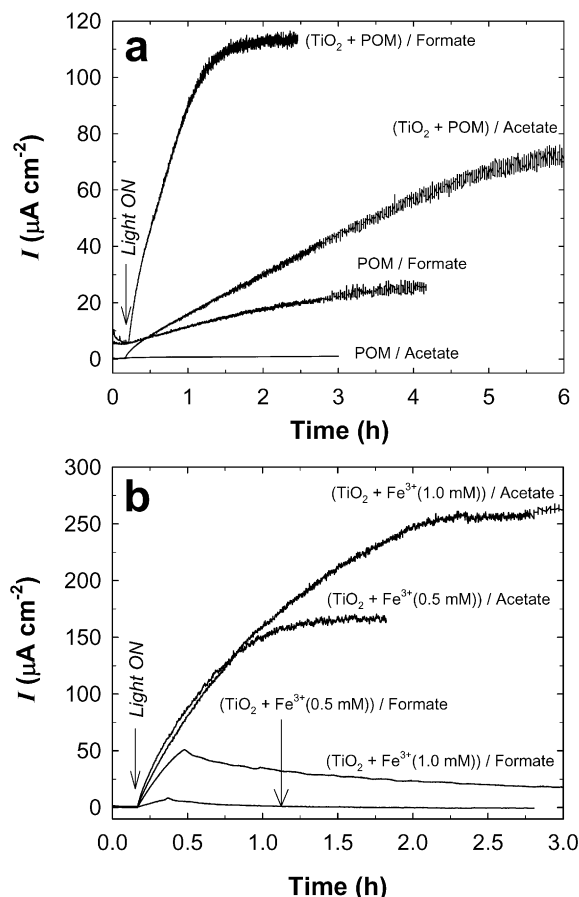 a
120
100
80
60
40
20
0
I (μA cm⁻²)
Light ON
(TiO₂ + POM) / Formate
(TiO₂ + POM) / Acetate
POM / Formate
POM / Acetate
0 1 2 3 4 5 6
Time (h)
b
300
250
200
150
100
50
0
I (μA cm⁻²)
Light ON
(TiO₂ + Fe³⁺(1.0 mM)) / Acetate
(TiO₂ + Fe³⁺(0.5 mM)) / Acetate
(TiO₂ + Fe³⁺(0.5 mM)) / Formate
(TiO₂ + Fe³⁺(1.0 mM)) / Formate
0.0 0.5 1.0 1.5 2.0 2.5 3.0
Time (h)